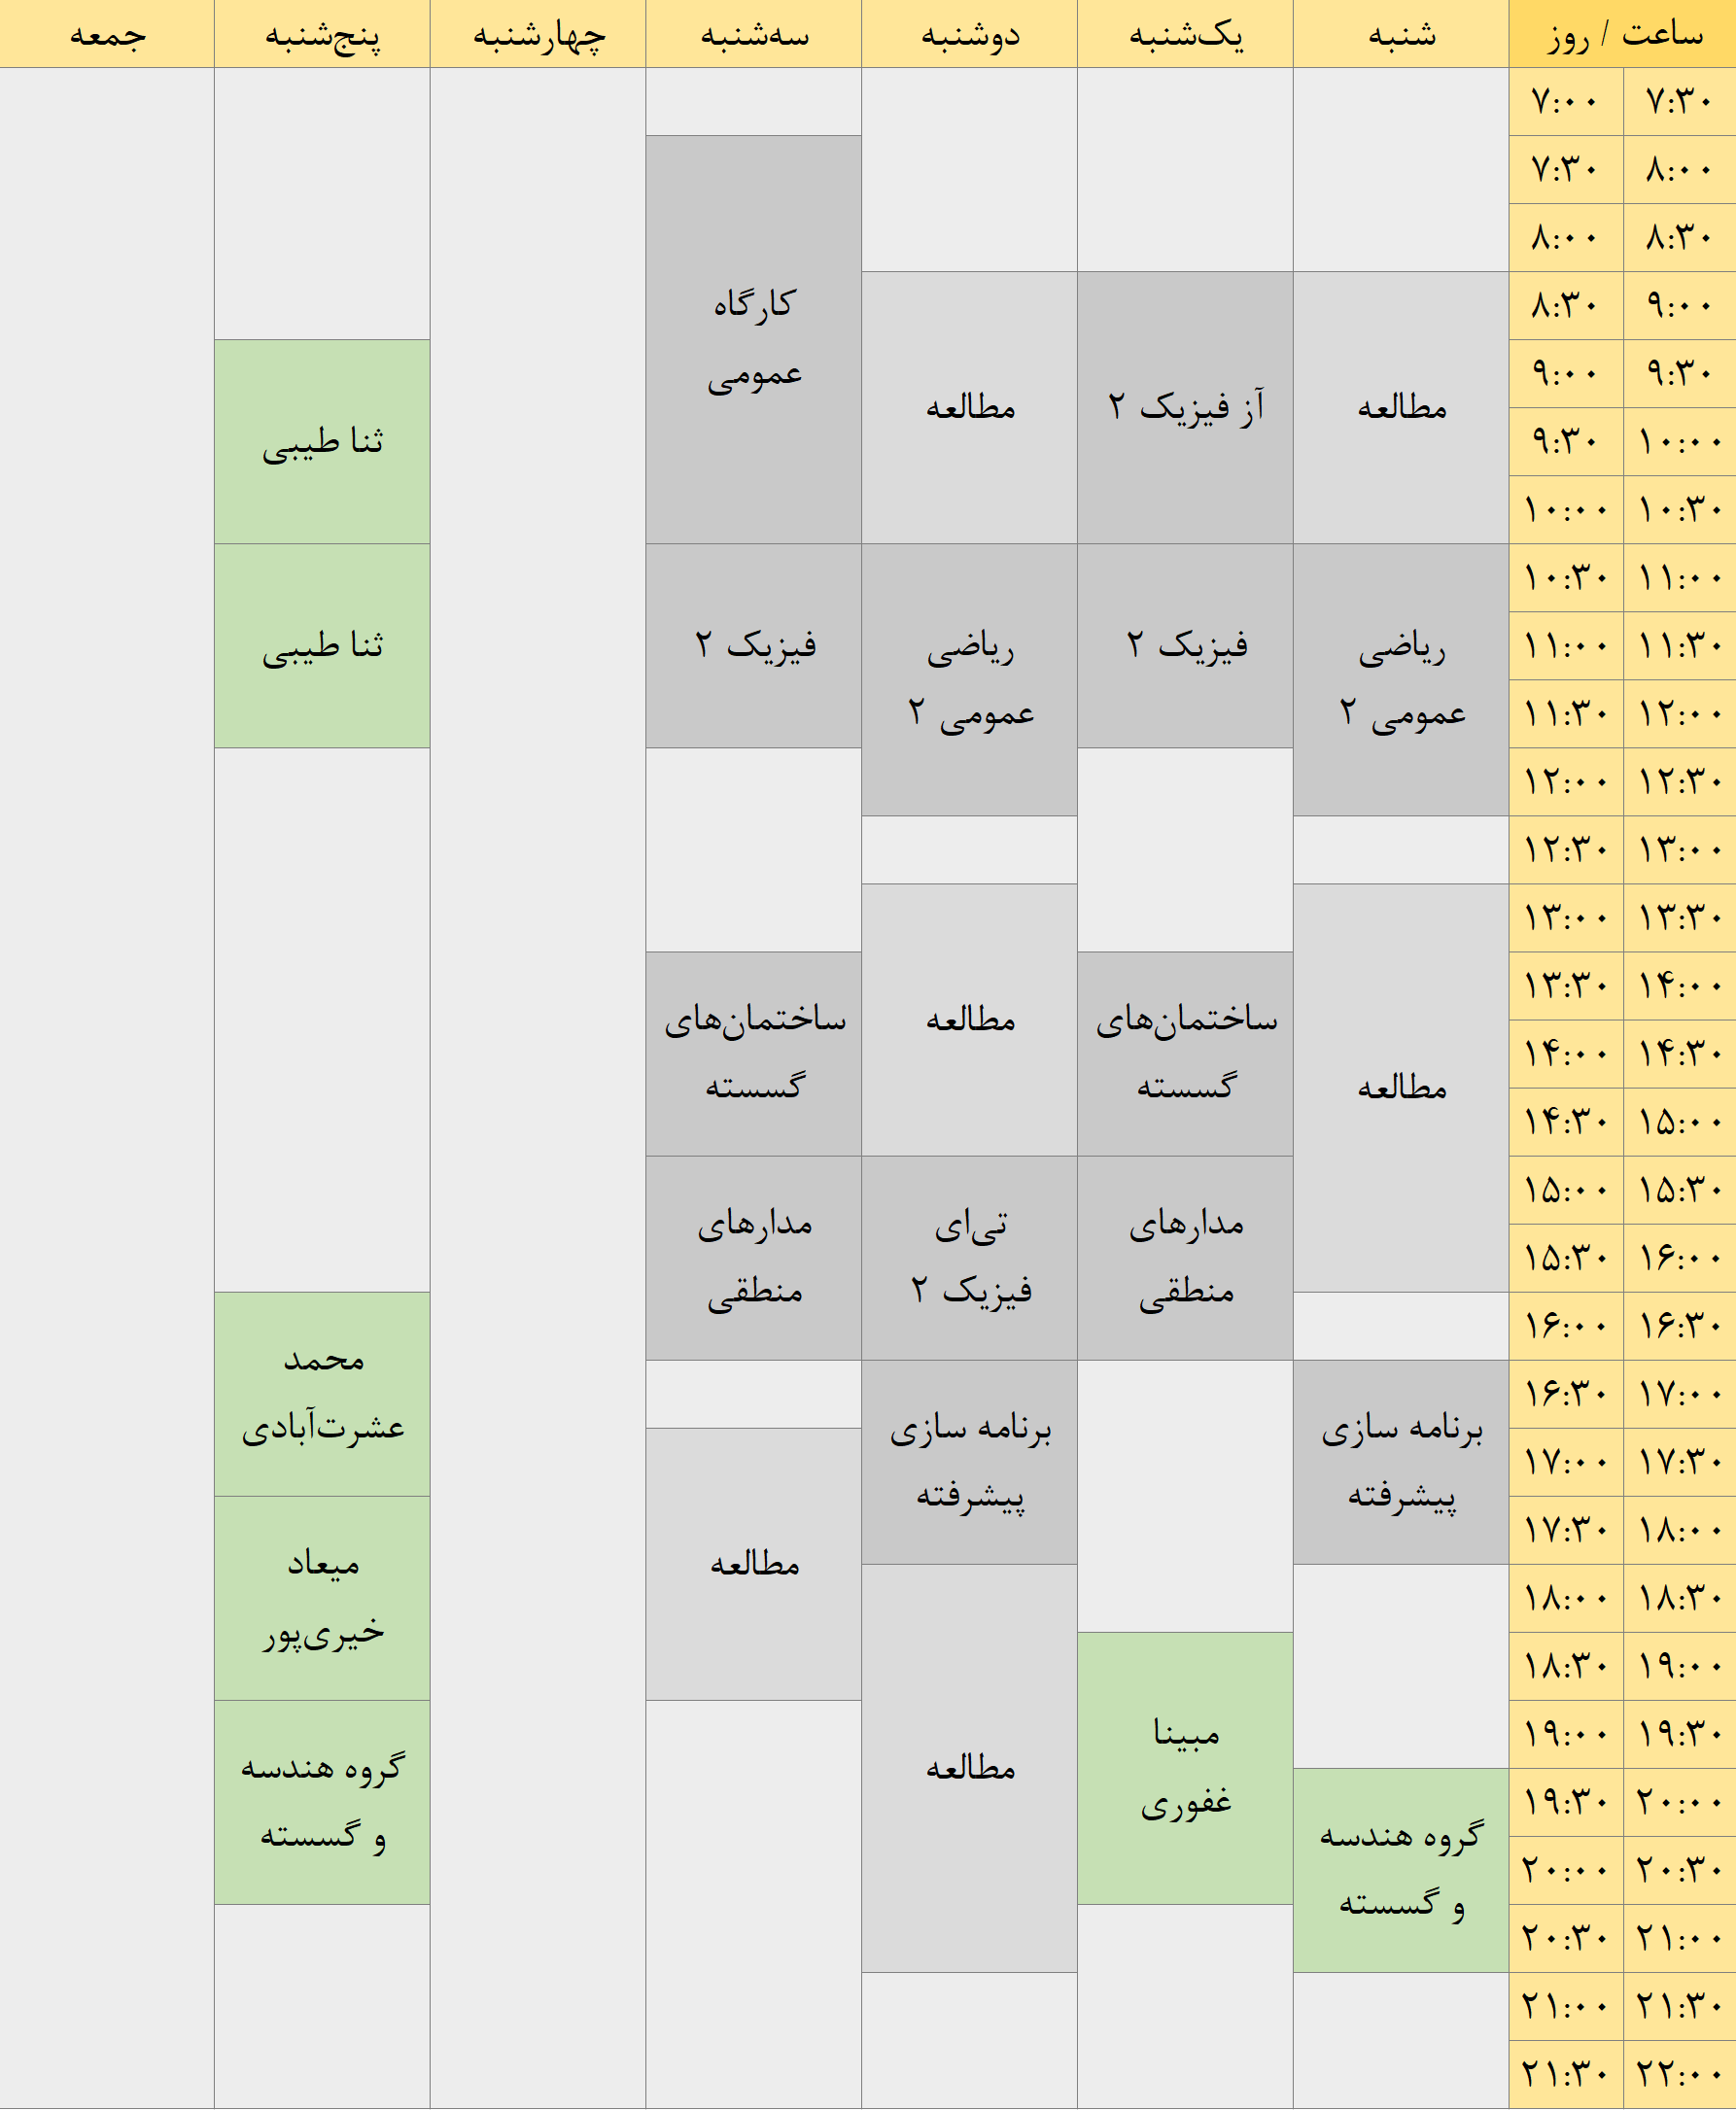 ساعت / روز
شنبه
یک‌شنبه
دوشنبه
سه‌شنبه
چهارشنبه
پنج‌شنبه
جمعه
۷:۳۰ ۷:۰۰
۸:۰۰ ۷:۳۰
۸:۳۰ ۸:۰۰
۹:۰۰ ۸:۳۰
۹:۳۰ ۹:۰۰
۱۰:۰۰ ۹:۳۰
۱۰:۳۰ ۱۰:۰۰
۱۱:۰۰ ۱۰:۳۰
۱۱:۳۰ ۱۱:۰۰
۱۲:۰۰ ۱۱:۳۰
۱۲:۳۰ ۱۲:۰۰
۱۳:۰۰ ۱۲:۳۰
۱۳:۳۰ ۱۳:۰۰
۱۴:۰۰ ۱۳:۳۰
۱۴:۳۰ ۱۴:۰۰
۱۵:۰۰ ۱۴:۳۰
۱۵:۳۰ ۱۵:۰۰
۱۶:۰۰ ۱۵:۳۰
۱۶:۳۰ ۱۶:۰۰
۱۷:۰۰ ۱۶:۳۰
۱۷:۳۰ ۱۷:۰۰
۱۸:۰۰ ۱۷:۳۰
۱۸:۳۰ ۱۸:۰۰
۱۹:۰۰ ۱۸:۳۰
۱۹:۳۰ ۱۹:۰۰
۲۰:۰۰ ۱۹:۳۰
۲۰:۳۰ ۲۰:۰۰
۲۱:۰۰ ۲۰:۳۰
۲۱:۳۰ ۲۱:۰۰
۲۲:۰۰ ۲۱:۳۰
مطالعه
ریاضی
عمومی ۲
مطالعه
برنامه سازی
پیشرفته
گروه هندسه
و گسسته
آز فیزیک ۲
فیزیک ۲
ساختمان‌های
گسسته
مدارهای
منطقی
مبینا
غفوری
مطالعه
ریاضی
عمومی ۲
مطالعه
تی‌ای
فیزیک ۲
برنامه سازی
پیشرفته
مطالعه
کارگاه
عمومی
فیزیک ۲
ساختمان‌های
گسسته
مدارهای
منطقی
مطالعه
ثنا طیبی
ثنا طیبی
محمد
عشرت‌آبادی
میعاد
خیری‌پور
گروه هندسه
و گسسته